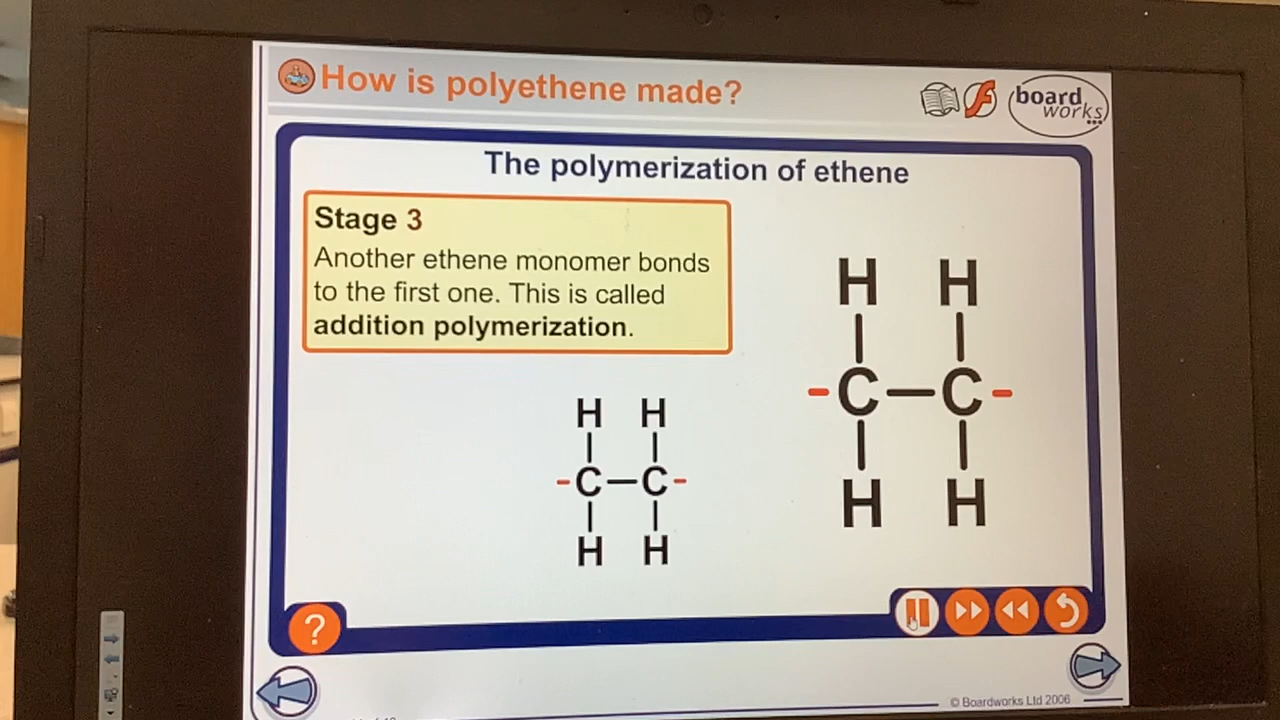 How is polyethene made?
board
works
The polymerization of ethene
Stage 3
Another ethene monomer bonds
to the first one. This is called
addition polymerization.
H H
-C-C-
H H
H H
-C-C-
H H
?
© Boardworks Ltd 2006